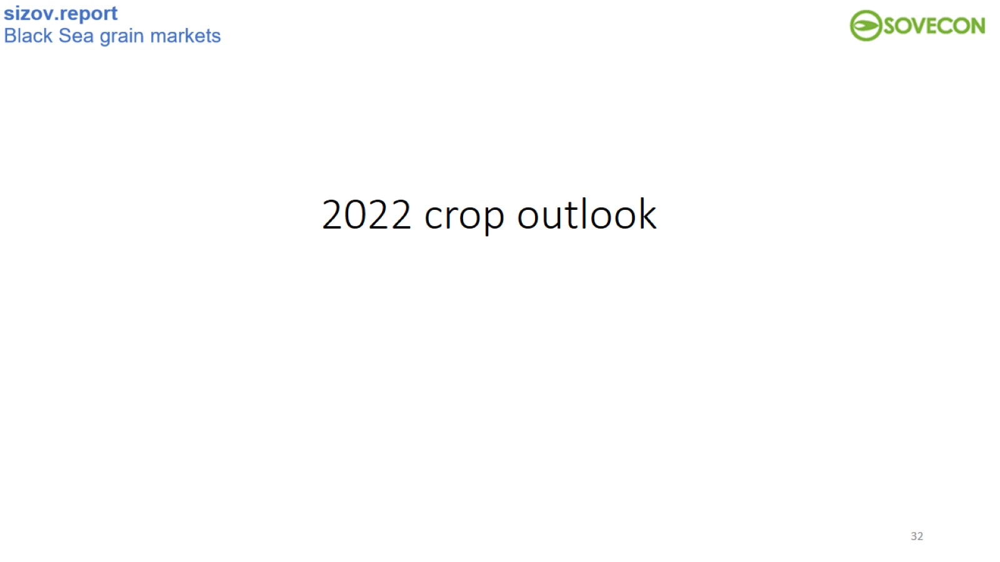 sizov.report
Black Sea grain markets
SOVECON
2022 crop outlook
32